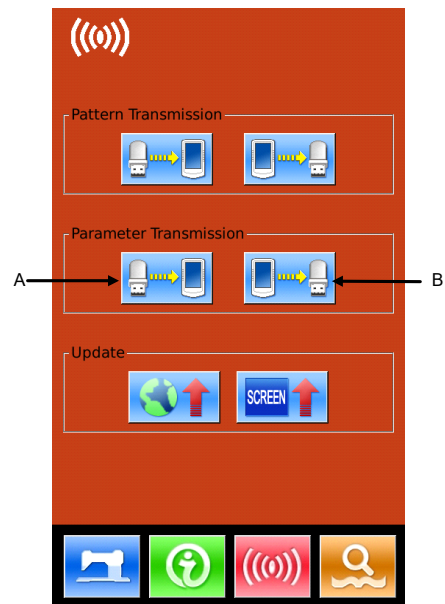 Pattern Transmission
Parameter Transmission
A
B
Update
SCREEN